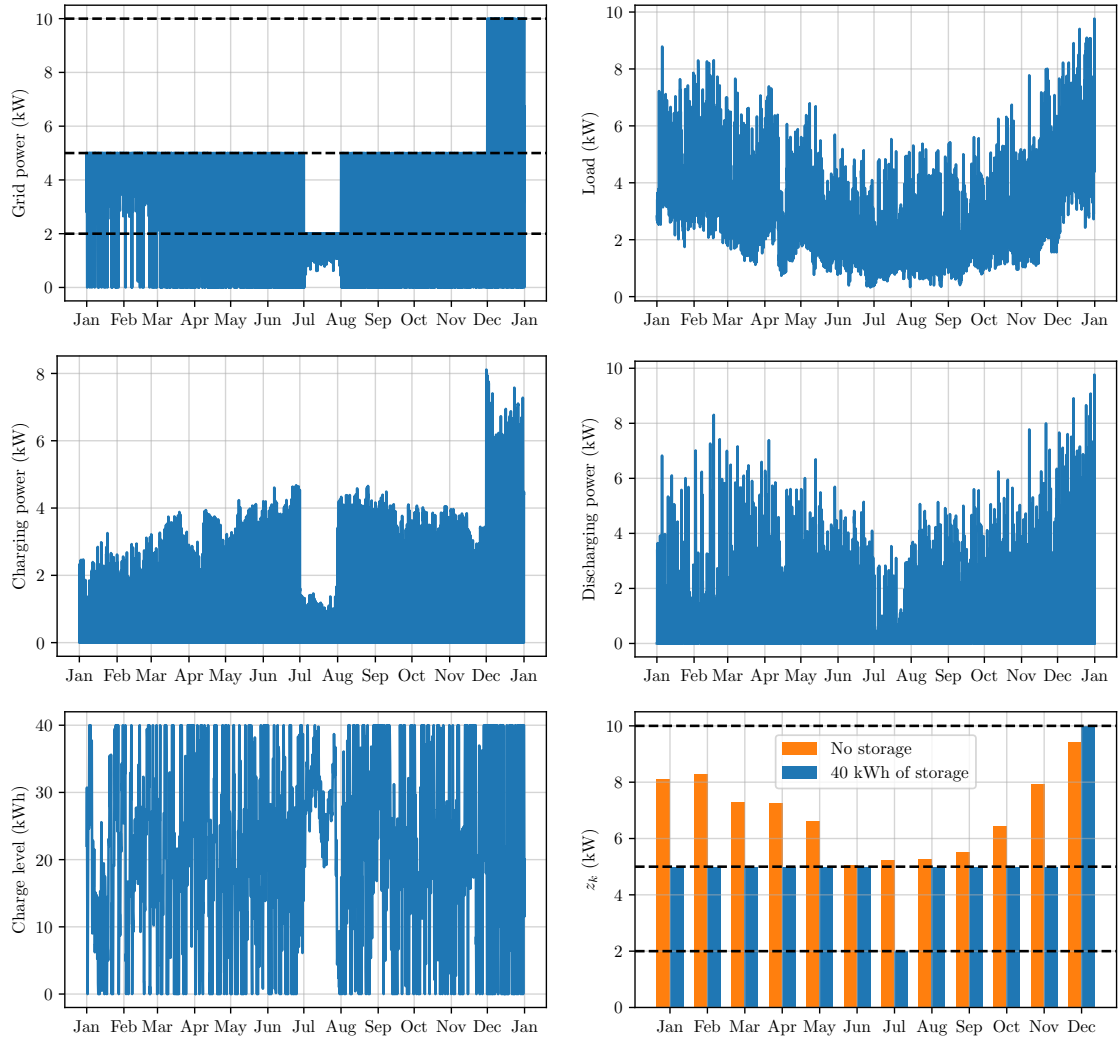 Grid power (kW)
10
8
6
4
2
0
Jan Feb Mar Apr May Jun Jul Aug Sep Oct Nov Dec Jan
Load (kW)
10
8
6
4
2
0
Jan Feb Mar Apr May Jun Jul Aug Sep Oct Nov Dec Jan
Charging power (kW)
8
6
4
2
0
Jan Feb Mar Apr May Jun Jul Aug Sep Oct Nov Dec Jan
Discharging power (kW)
10
8
6
4
2
0
Jan Feb Mar Apr May Jun Jul Aug Sep Oct Nov Dec Jan
Charge level (kWh)
40
30
20
10
0
Jan Feb Mar Apr May Jun Jul Aug Sep Oct Nov Dec Jan
z_k (kW)
10
8
6
4
2
0
No storage
40 kWh of storage
Jan Feb Mar Apr May Jun Jul Aug Sep Oct Nov Dec